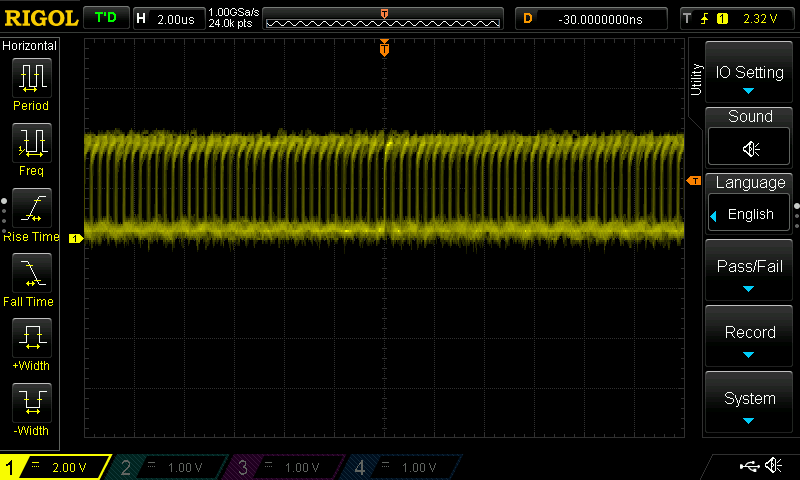 RIGOL T'D H 2.00us 1.00GSa/s 24.0k pts T D -30.0000000ns T 1 2.32 V
Horizontal
Period
Freq
Rise Time
Fall Time
+Width
-Width
T
T
1
Utility
IO Setting
Sound
Language
English
Pass/Fail
Record
System
1 2.00 V 2 1.00 V 3 1.00 V 4 1.00 V